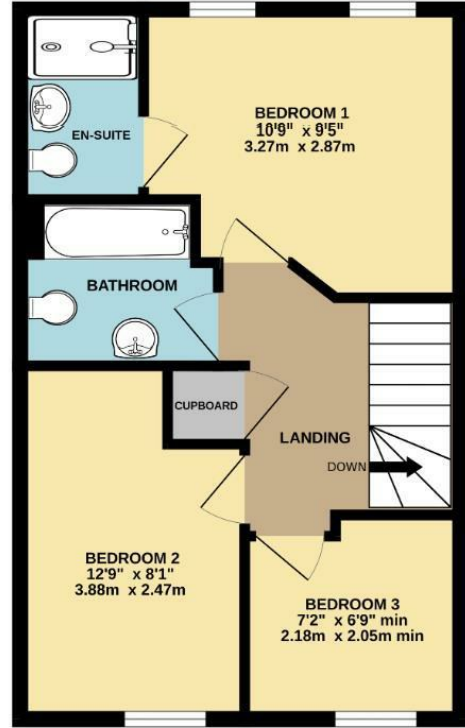 EN-SUITE
BEDROOM 1
10'9" x 9'5"
3.27m x 2.87m
BATHROOM
CUPBOARD
LANDING
DOWN
BEDROOM 2
12'9" x 8'1"
3.88m x 2.47m
BEDROOM 3
7'2" x 6'9" min
2.18m x 2.05m min